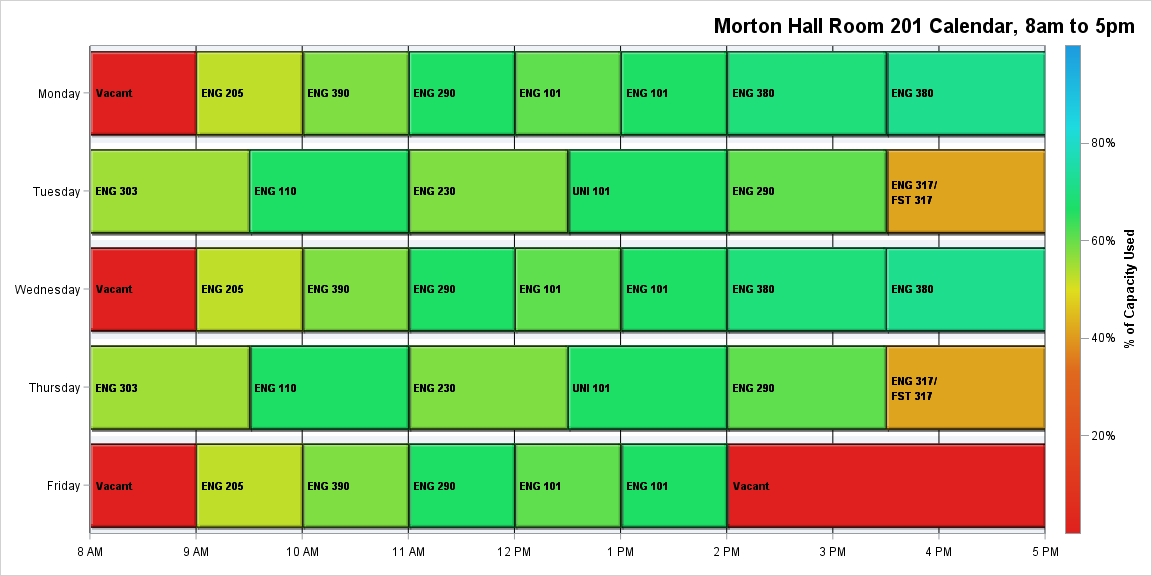 Morton Hall Room 201 Calendar, 8am to 5pm
Monday
Vacant
ENG 205
ENG 390
ENG 290
ENG 101
ENG 101
ENG 380
ENG 380
Tuesday
ENG 303
ENG 110
ENG 230
UNI 101
ENG 290
ENG 317/
FST 317
Wednesday
Vacant
ENG 205
ENG 390
ENG 290
ENG 101
ENG 101
ENG 380
ENG 380
Thursday
ENG 303
ENG 110
ENG 230
UNI 101
ENG 290
ENG 317/
FST 317
Friday
Vacant
ENG 205
ENG 390
ENG 290
ENG 101
ENG 101
Vacant
8 AM
9 AM
10 AM
11 AM
12 PM
1 PM
2 PM
3 PM
4 PM
5 PM
80%
60%
40%
20%
% of Capacity Used